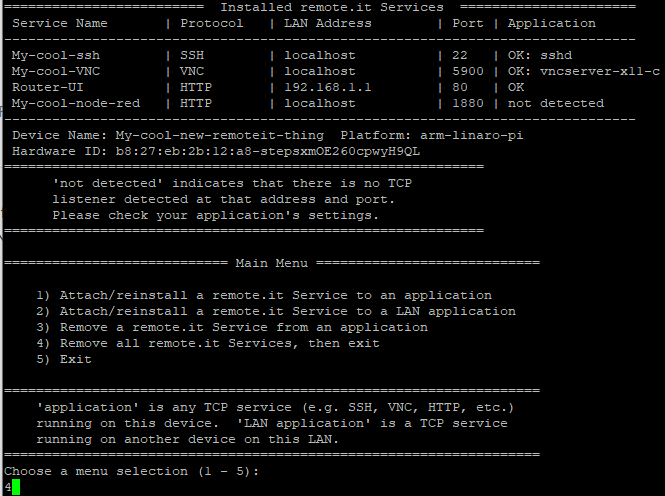 ====================== Installed remote.it Services ======================
Service Name | Protocol | LAN Address | Port | Application
-------------------------------------------------------------------------------
My-cool-ssh | SSH | localhost | 22 | OK: sshd
My-cool-VNC | VNC | localhost | 5900 | OK: vncserver-x11-c
Router-UI | HTTP | 192.168.1.1 | 80 | OK
My-cool-node-red | HTTP | localhost | 1880 | not detected
-------------------------------------------------------------------------------
Device Name: My-cool-new-remoteit-thing Platform: arm-linaro-pi
Hardware ID: b8:27:eb:2b:12:a8-stepsxmOE260cpwyH9QL
============================================================
'not detected' indicates that there is no TCP
listener detected at that address and port.
Please check your application's settings.
============================================================
============================ Main Menu ============================
1) Attach/reinstall a remote.it Service to an application
2) Attach/reinstall a remote.it Service to a LAN application
3) Remove a remote.it Service from an application
4) Remove all remote.it Services, then exit
5) Exit
===================================================================
'application' is any TCP service (e.g. SSH, VNC, HTTP, etc.)
running on this device. 'LAN application' is a TCP service
running on another device on this LAN.
===================================================================
Choose a menu selection (1 - 5):
4